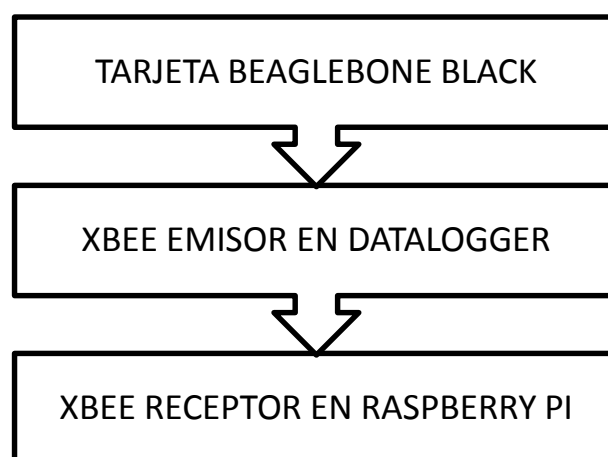 TARJETA BEAGLEBONE BLACK
XBEE EMISOR EN DATALOGGER
XBEE RECEPTOR EN RASPBERRY PI